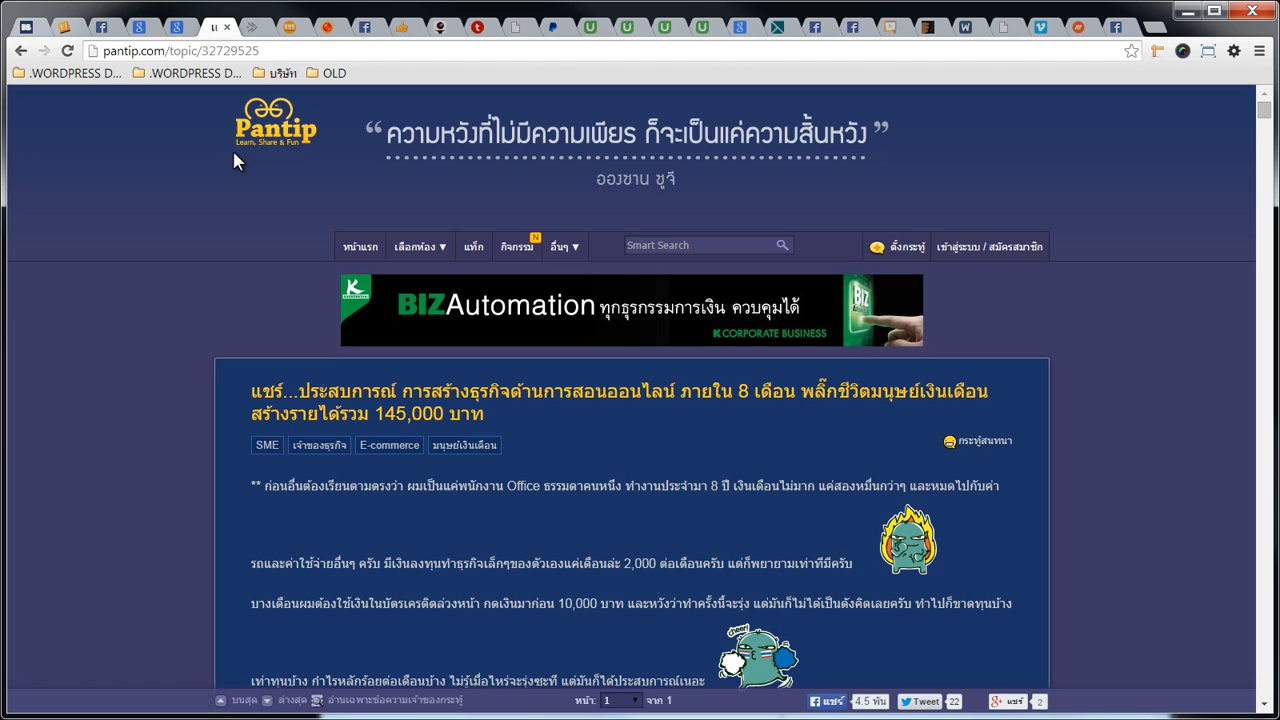 pantip.com/topic/32729525
.WORDPRESS D... .WORDPRESS D... บริษัท OLD
Pantip
Learn, Share & Fun
“ ความหวังที่ไม่มีความเพียร ก็จะเป็นแค่ความสิ้นหวัง ”
อองซาน ซูจี
หน้าแรก เลือกห้อง ▼ แท็ก กิจกรรม N อื่นๆ ▼ Smart Search ตั้งกระทู้ เข้าสู่ระบบ / สมัครสมาชิก
BIZAutomation ทุกธุรกรรมการเงิน ควบคุมได้
K CORPORATE BUSINESS
BIZ
แชร์...ประสบการณ์ การสร้างธุรกิจด้านการสอนออนไลน์ ภายใน 8 เดือน พลิ๊กชีวิตมนุษย์เงินเดือน
สร้างรายได้รวม 145,000 บาท
SME เจ้าของธุรกิจ E-commerce มนุษย์เงินเดือน กระทู้สนทนา
** ก่อนอื่นต้องเรียนตามตรงว่า ผมเป็นแค่พนักงาน Office ธรรมดาคนหนึ่ง ทำงานประจำมา 8 ปี เงินเดือนไม่มาก แค่สองหมื่นกว่าๆ และหมดไปกับค่า
รถและค่าใช้จ่ายอื่นๆ ครับ มีเงินลงทุนทำธุรกิจเล็กๆของตัวเองแค่เดือนล่ะ 2,000 ต่อเดือนครับ แต่ก็พยายามเท่าที่มีครับ
บางเดือนผมต้องใช้เงินในบัตรเครดิตล่วงหน้า กดเงินมาก่อน 10,000 บาท และหวังว่าทำครั้งนี้จะรุ่ง แต่มันก็ไม่ได้เป็นดังคิดเลยครับ ทำไปก็ขาดทุนบ้าง
cheer!
เท่าทุนบ้าง กำไรหลักร้อยต่อเดือนบ้าง ไม่รู้เมื่อไหร่จะรุ่งซะที แต่มันก็ได้ประสบการณ์เนอะ
บนสุด ล่างสุด อ่านเฉพาะข้อความเจ้าของกระทู้ หน้า: 1 จาก 1 แชร์ 4.5 พัน Tweet 22 แชร์ 2